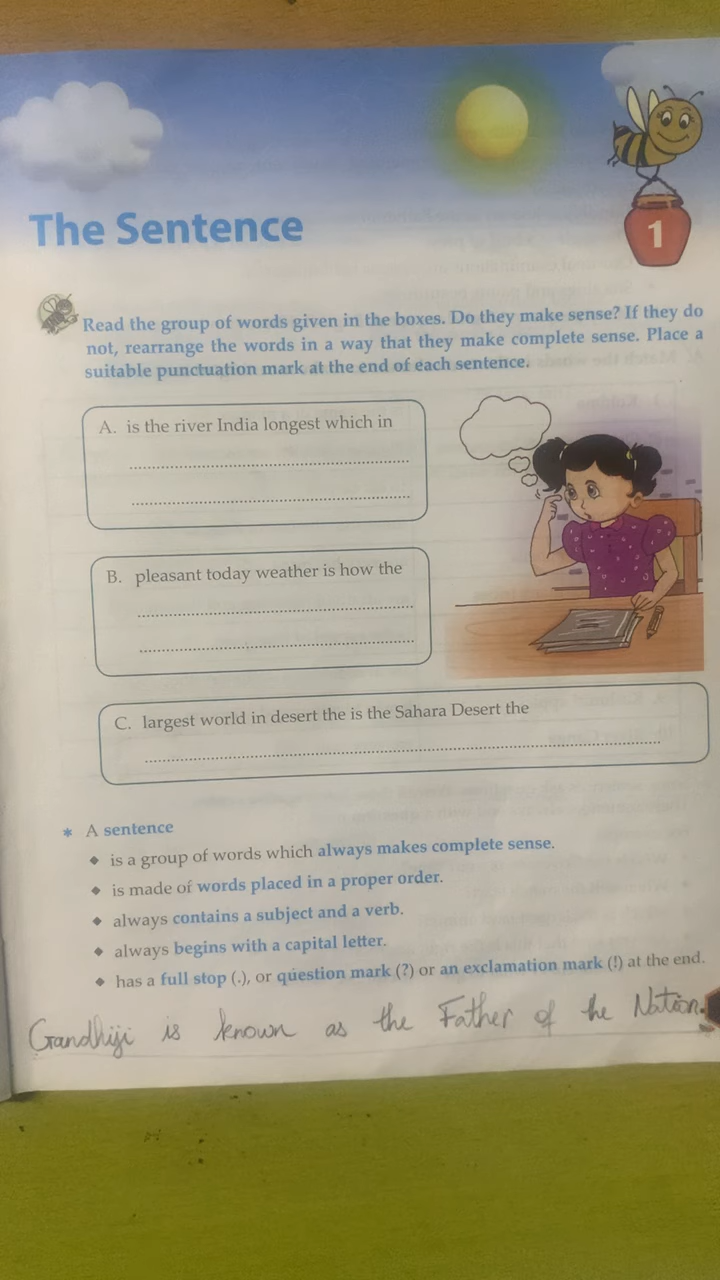 The Sentence
1
Read the group of words given in the boxes. Do they make sense? If they do
not, rearrange the words in a way that they make complete sense. Place a
suitable punctuation mark at the end of each sentence.
A. is the river India longest which in
B. pleasant today weather is how the
C. largest world in desert the is the Sahara Desert the
* A sentence
◆ is a group of words which always makes complete sense.
◆ is made of words placed in a proper order.
◆ always contains a subject and a verb.
◆ always begins with a capital letter.
◆ has a full stop (.), or question mark (?) or an exclamation mark (!) at the end.
Gandhiji is known as the Father of the Nation.